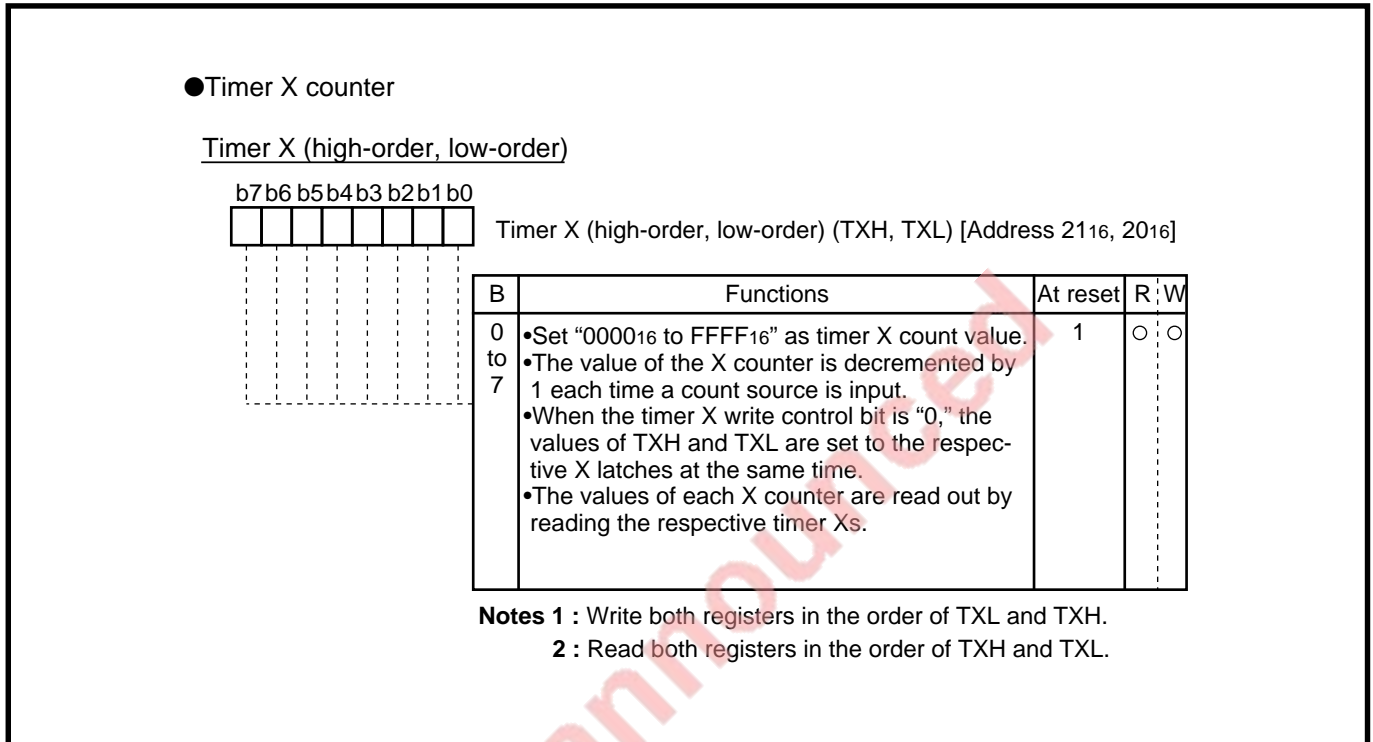 ●Timer X counter
Timer X (high-order, low-order)
b7 b6 b5 b4 b3 b2 b1 b0
Timer X (high-order, low-order) (TXH, TXL) [Address 2116, 2016]
B Functions At reset R W
0 •Set “000016 to FFFF16” as timer X count value. 1 ○ ○
to •The value of the X counter is decremented by
7 1 each time a count source is input.
•When the timer X write control bit is “0,” the
values of TXH and TXL are set to the respec-
tive X latches at the same time.
•The values of each X counter are read out by
reading the respective timer Xs.
Notes 1 : Write both registers in the order of TXL and TXH.
2 : Read both registers in the order of TXH and TXL.